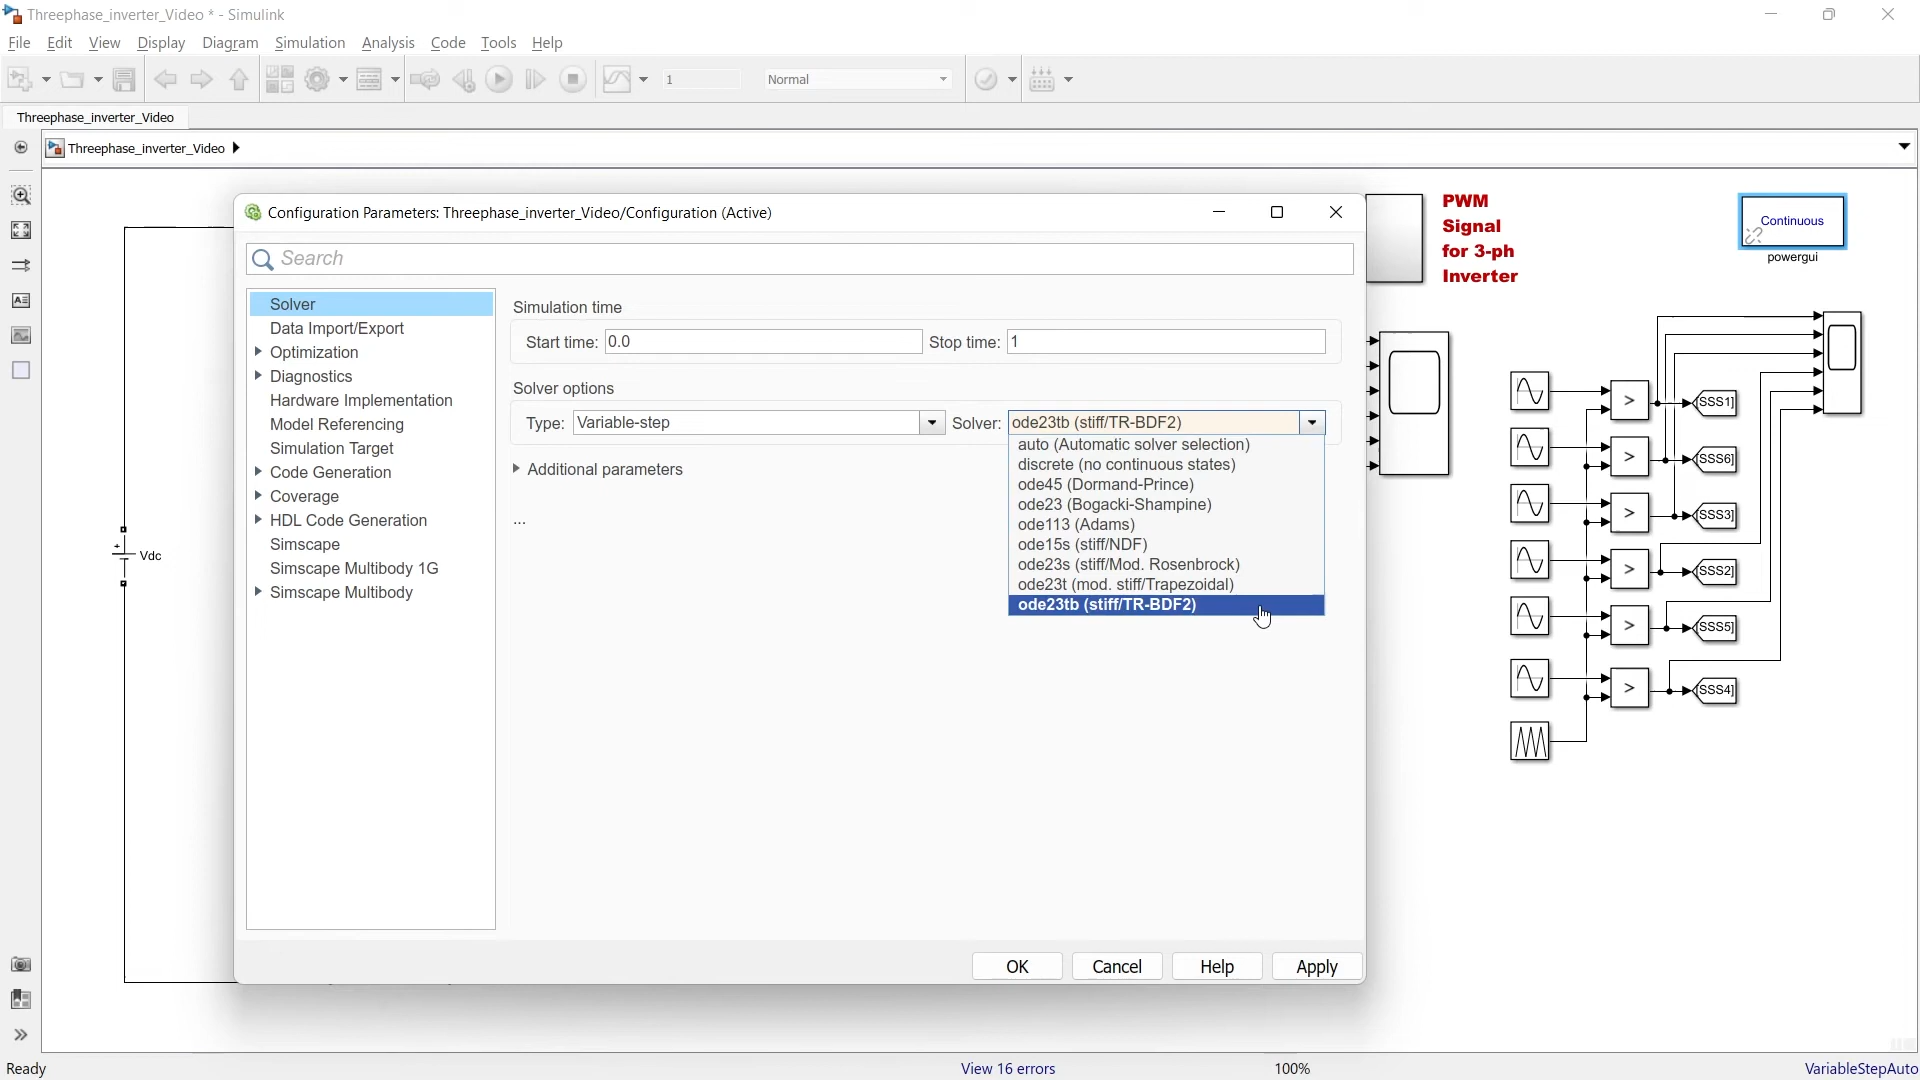 Threephase_inverter_Video * - Simulink
File Edit View Display Diagram Simulation Analysis Code Tools Help
1
Normal
Threephase_inverter_Video
Threephase_inverter_Video
Configuration Parameters: Threephase_inverter_Video/Configuration (Active)
Search
Solver
Data Import/Export
Optimization
Diagnostics
Hardware Implementation
Model Referencing
Simulation Target
Code Generation
Coverage
HDL Code Generation
Simscape
Simscape Multibody 1G
Simscape Multibody
Simulation time
Start time: 0.0 Stop time: 1
Solver options
Type: Variable-step Solver: ode23tb (stiff/TR-BDF2)
auto (Automatic solver selection)
discrete (no continuous states)
ode45 (Dormand-Prince)
ode23 (Bogacki-Shampine)
ode113 (Adams)
ode15s (stiff/NDF)
ode23s (stiff/Mod. Rosenbrock)
ode23t (mod. stiff/Trapezoidal)
ode23tb (stiff/TR-BDF2)
Additional parameters
...
OK Cancel Help Apply
+
Vdc
PWM
Signal
for 3-ph
Inverter
Continuous
powergui
>
[SSS1]
>
[SSS6]
>
[SSS3]
>
[SSS2]
>
[SSS5]
>
[SSS4]
Ready
View 16 errors
100%
VariableStepAuto